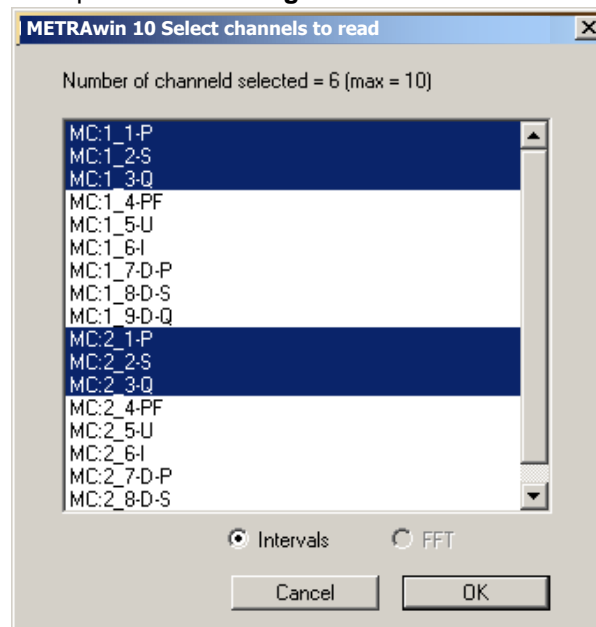 METRAwin 10 Select channels to read
Number of channeld selected = 6 (max = 10)
MC:1_1-P
MC:1_2-S
MC:1_3-Q
MC:1_4-PF
MC:1_5-U
MC:1_6-I
MC:1_7-D-P
MC:1_8-D-S
MC:1_9-D-Q
MC:2_1-P
MC:2_2-S
MC:2_3-Q
MC:2_4-PF
MC:2_5-U
MC:2_6-I
MC:2_7-D-P
MC:2_8-D-S
Intervals FFT
Cancel OK